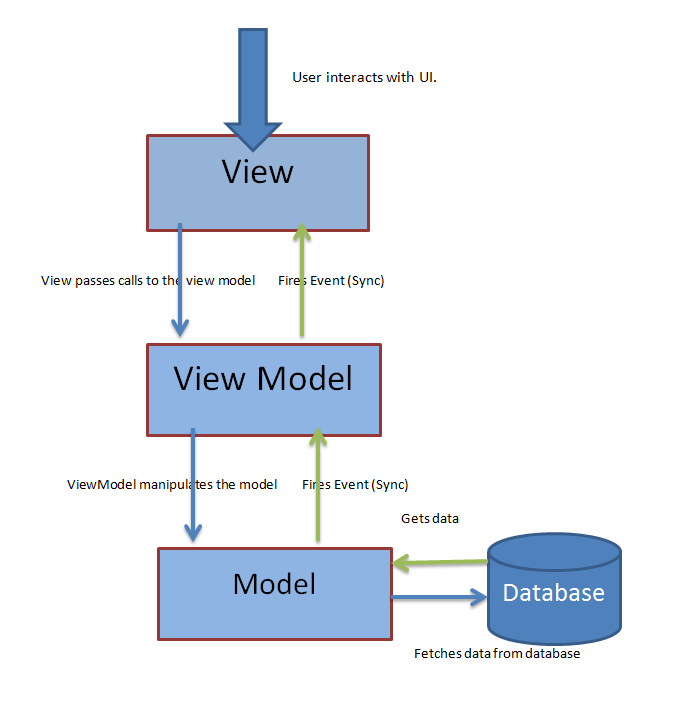 User interacts with UI.
View
View passes calls to the view model
Fires Event (Sync)
View Model
ViewModel manipulates the model
Fires Event (Sync)
Gets data
Model
Database
Fetches data from database